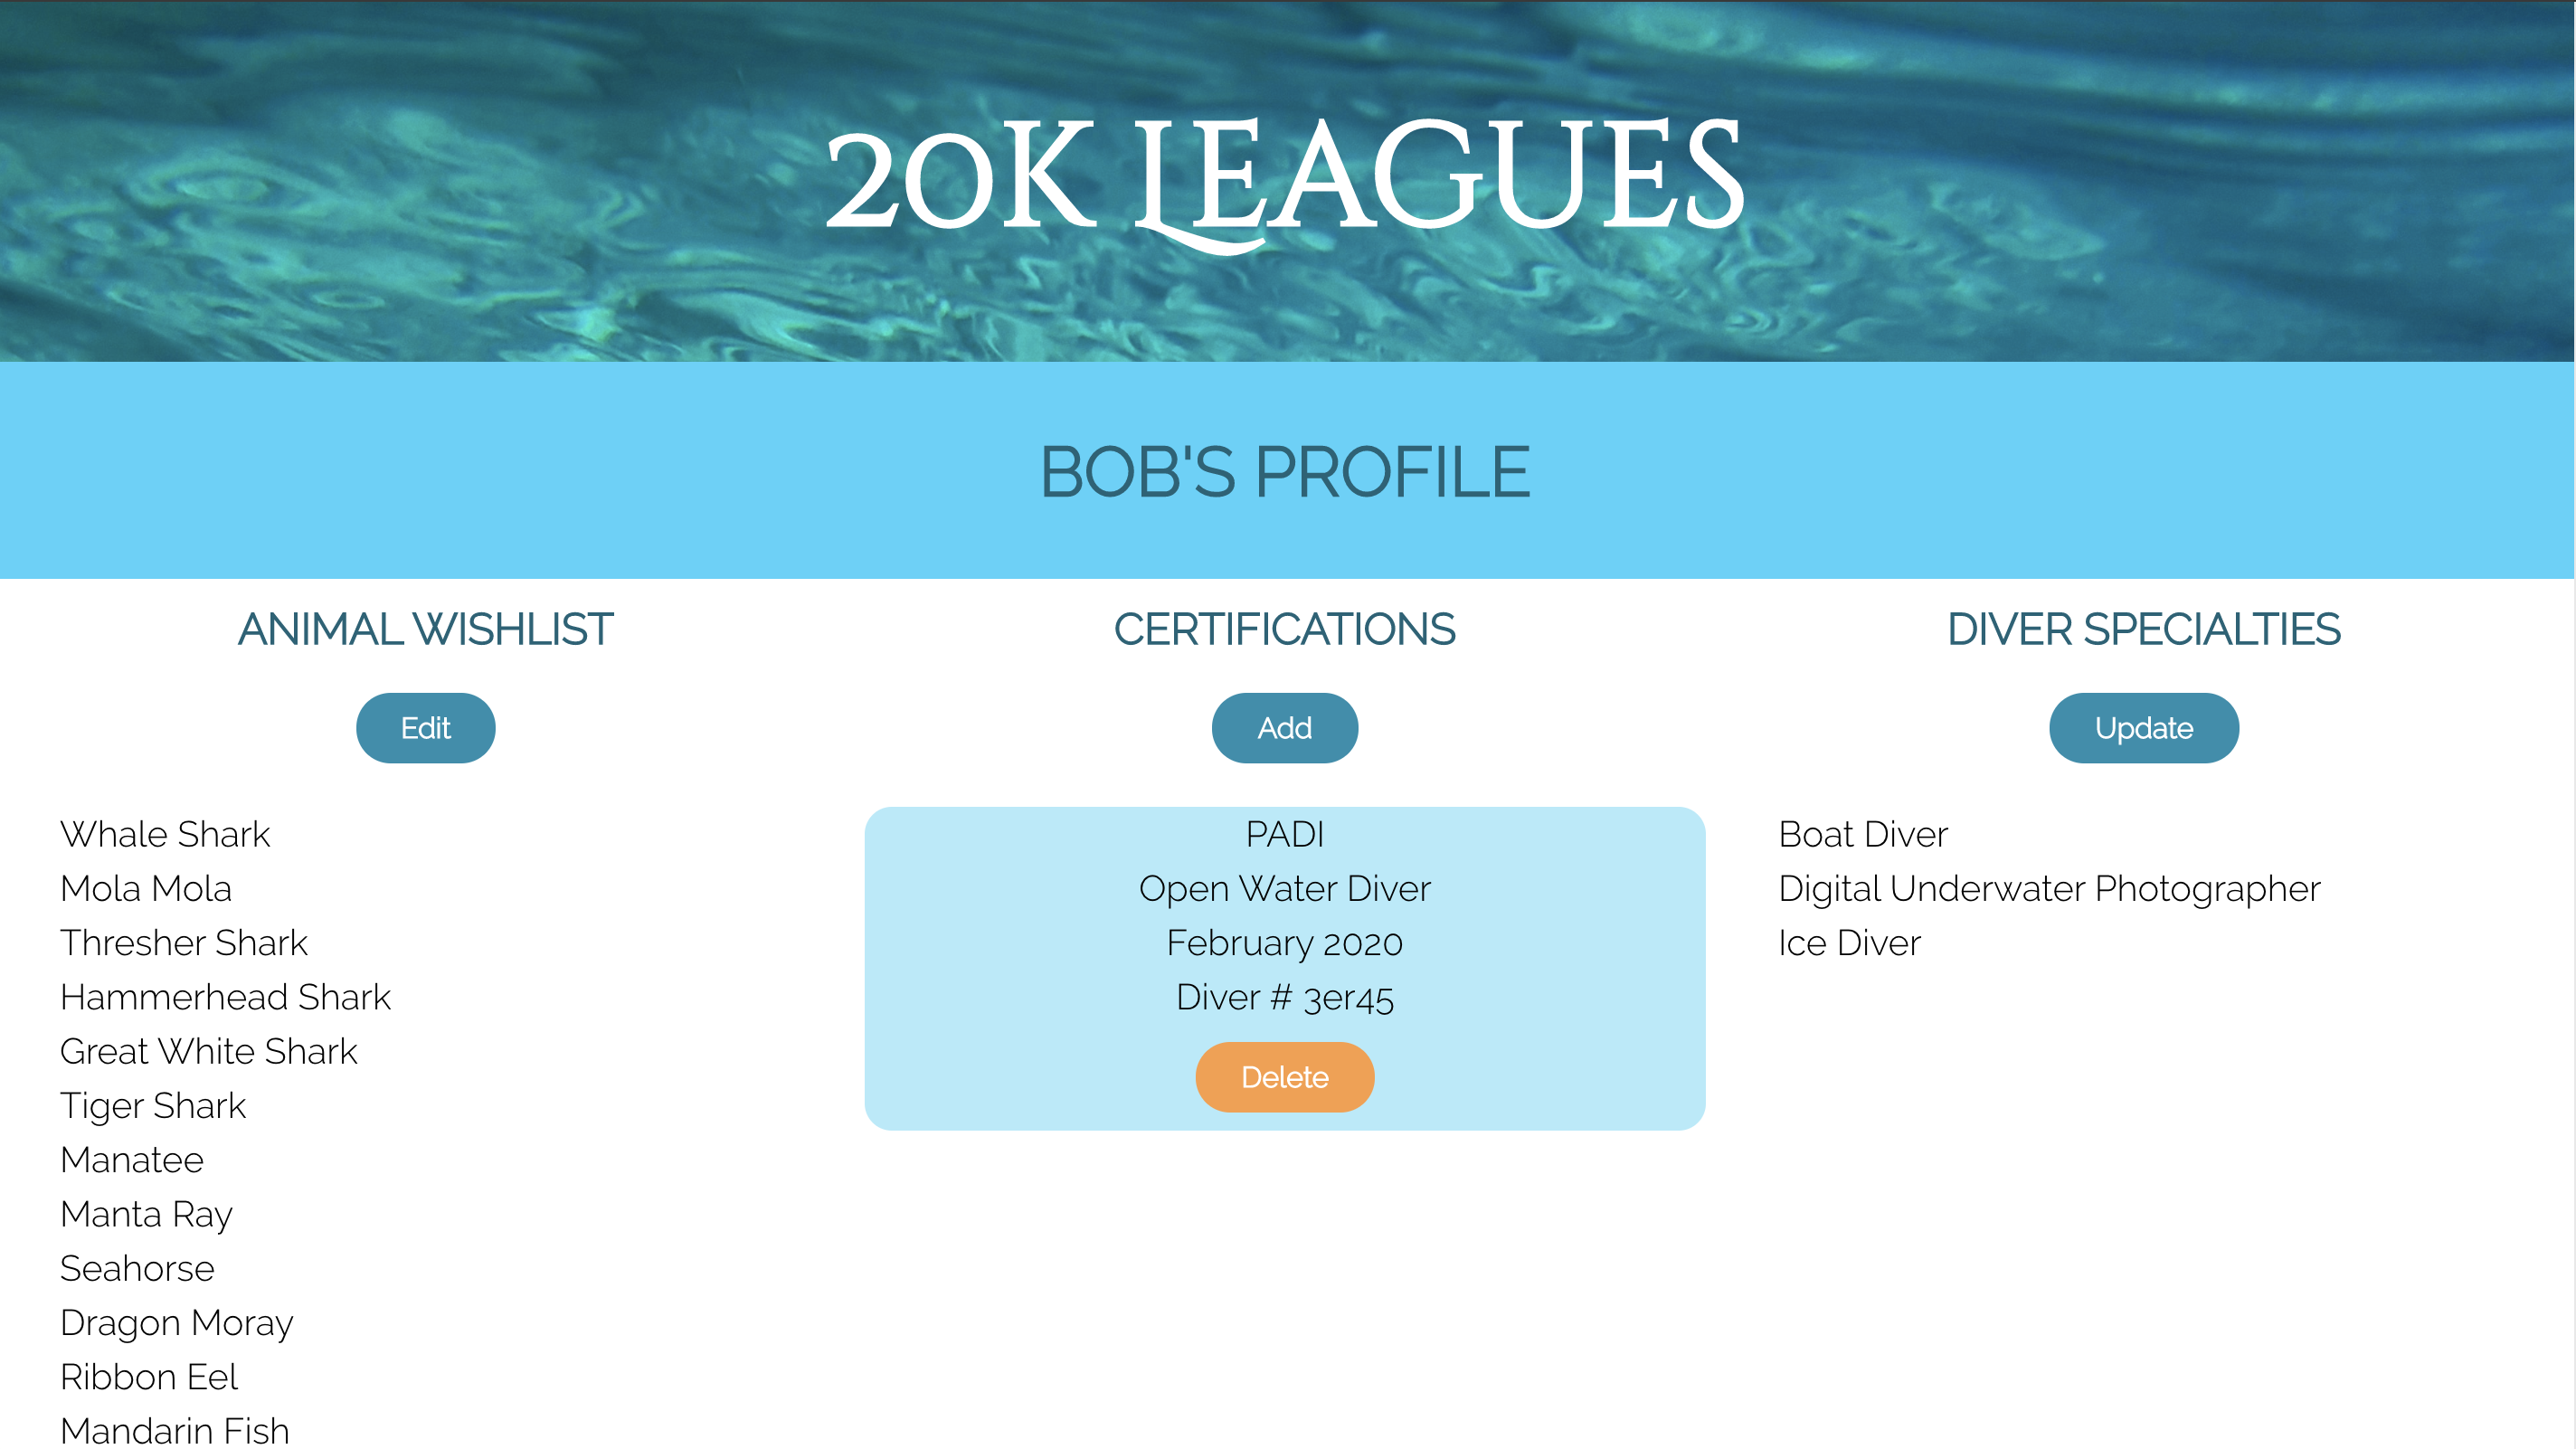 20K LEAGUES
BOB'S PROFILE
ANIMAL WISHLIST
Edit
Whale Shark
Mola Mola
Thresher Shark
Hammerhead Shark
Great White Shark
Tiger Shark
Manatee
Manta Ray
Seahorse
Dragon Moray
Ribbon Eel
Mandarin Fish
CERTIFICATIONS
Add
PADI
Open Water Diver
February 2020
Diver # 3er45
Delete
DIVER SPECIALTIES
Update
Boat Diver
Digital Underwater Photographer
Ice Diver